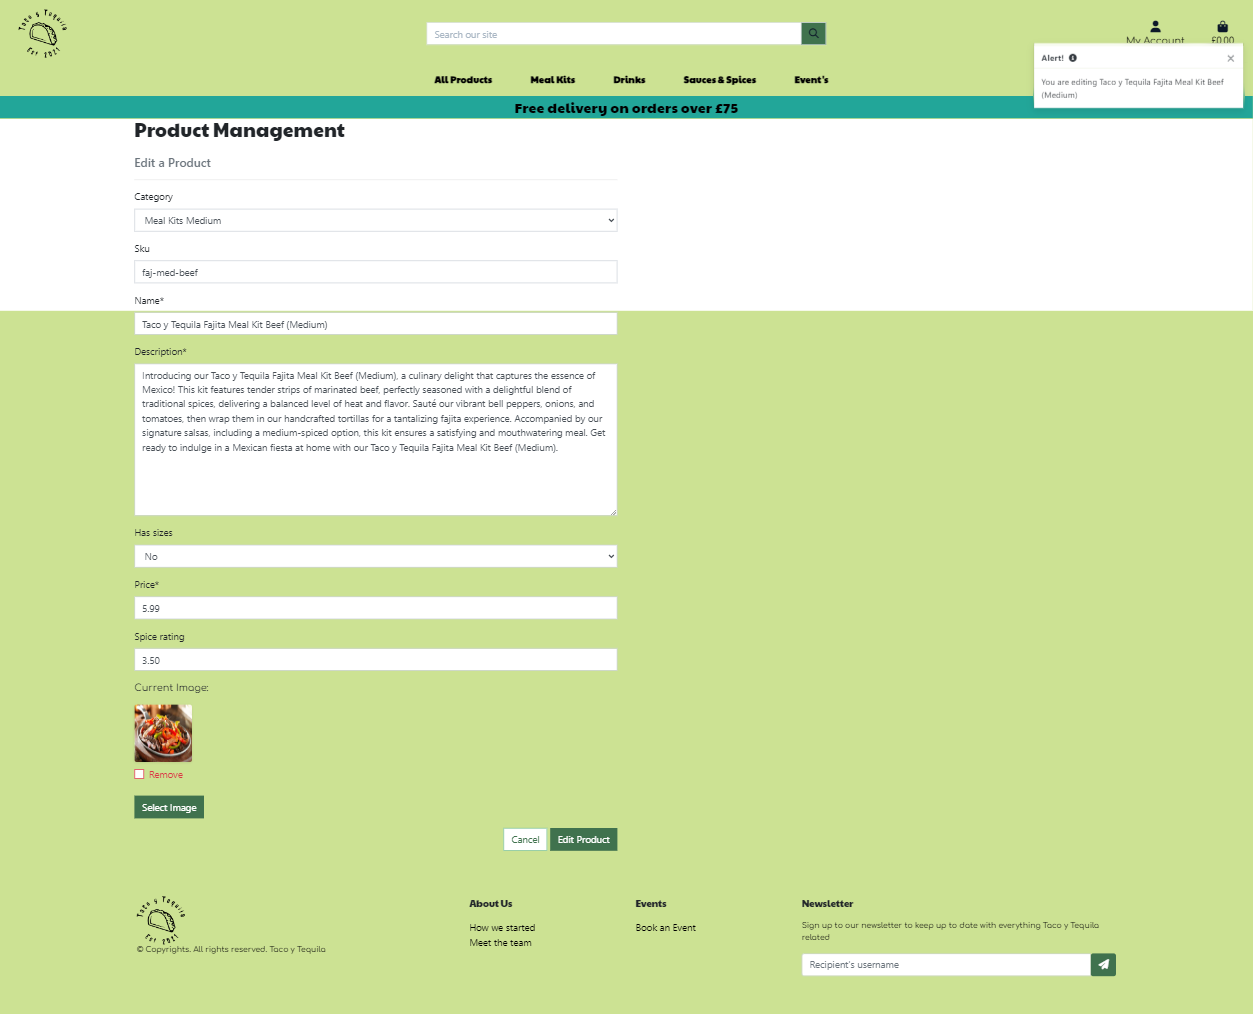 Taco y Tequila
Est 2021
Search our site
My Account
£0.00
Alert!
You are editing Taco y Tequila Fajita Meal Kit Beef
(Medium)
All Products
Meal Kits
Drinks
Sauces & Spices
Event's
Free delivery on orders over £75
Product Management
Edit a Product
Category
Meal Kits Medium
Sku
faj-med-beef
Name*
Taco y Tequila Fajita Meal Kit Beef (Medium)
Description*
Introducing our Taco y Tequila Fajita Meal Kit Beef (Medium), a culinary delight that captures the essence of
Mexico! This kit features tender strips of marinated beef, perfectly seasoned with a delightful blend of
traditional spices, delivering a balanced level of heat and flavor. Sauté our vibrant bell peppers, onions, and
tomatoes, then wrap them in our handcrafted tortillas for a tantalizing fajita experience. Accompanied by our
signature salsas, including a medium-spiced option, this kit ensures a satisfying and mouthwatering meal. Get
ready to indulge in a Mexican fiesta at home with our Taco y Tequila Fajita Meal Kit Beef (Medium).
Has sizes
No
Price*
5.99
Spice rating
3.50
Current Image:
Remove
Select Image
Cancel
Edit Product
Taco y Tequila
Est 2021
© Copyrights. All rights reserved. Taco y Tequila
About Us
How we started
Meet the team
Events
Book an Event
Newsletter
Sign up to our newsletter to keep up to date with everything Taco y Tequila
related
Recipient's username